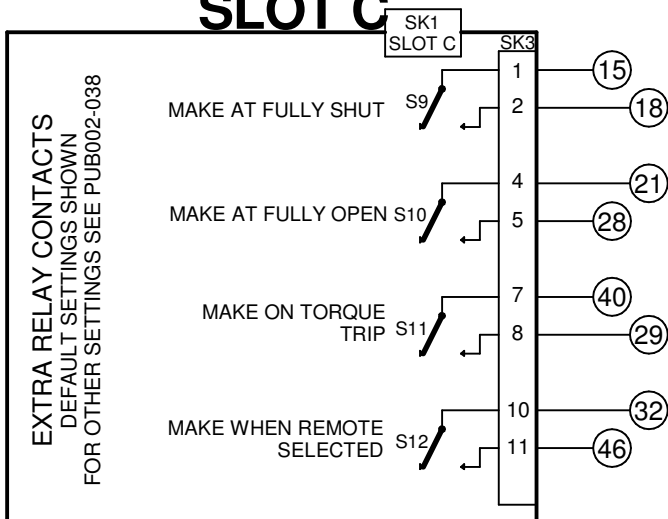 SLOT C
SK1
SLOT C
SK3
EXTRA RELAY CONTACTS
DEFAULT SETTINGS SHOWN
FOR OTHER SETTINGS SEE PUB002-038
MAKE AT FULLY SHUT S9 1 15
2 18
MAKE AT FULLY OPEN S10 4 21
5 28
MAKE ON TORQUE
TRIP S11 7 40
8 29
MAKE WHEN REMOTE
SELECTED S12 10 32
11 46